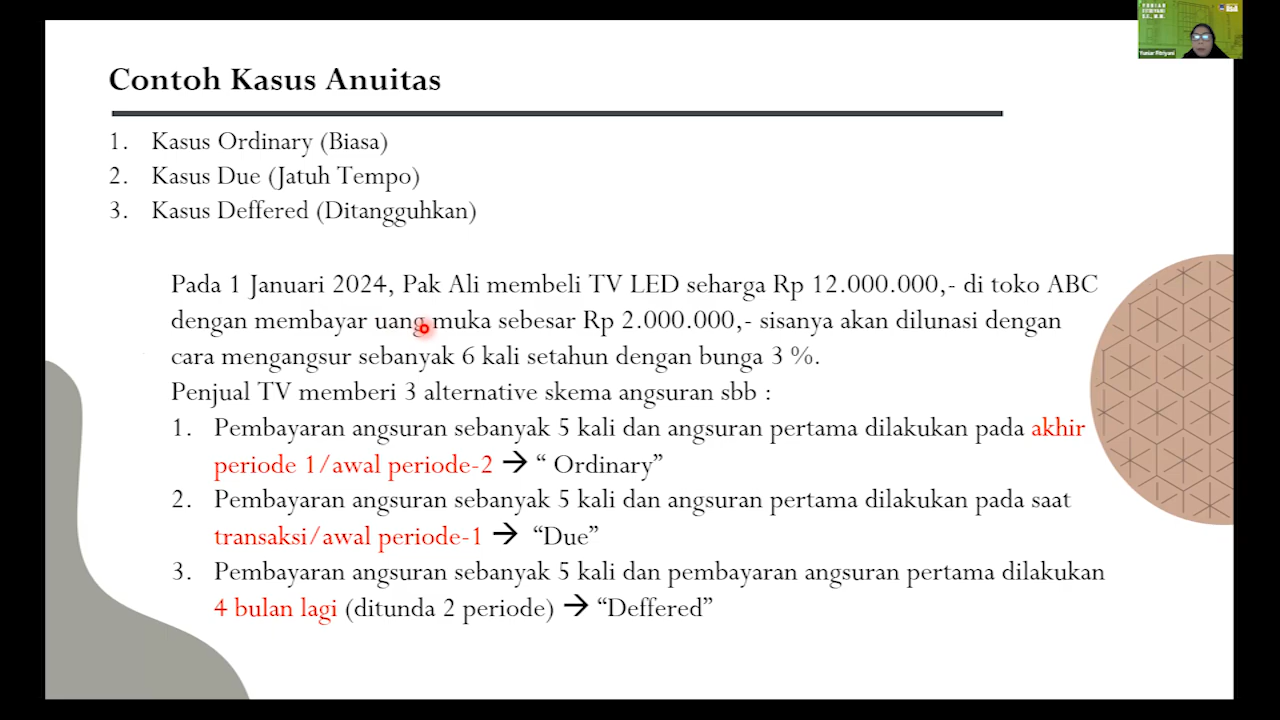 Contoh Kasus Anuitas
1. Kasus Ordinary (Biasa)
2. Kasus Due (Jatuh Tempo)
3. Kasus Deffered (Ditangguhkan)
Pada 1 Januari 2024, Pak Ali membeli TV LED seharga Rp 12.000.000,- di toko ABC
dengan membayar uang muka sebesar Rp 2.000.000,- sisanya akan dilunasi dengan
cara mengangsur sebanyak 6 kali setahun dengan bunga 3 %.
Penjual TV memberi 3 alternative skema angsuran sbb :
1. Pembayaran angsuran sebanyak 5 kali dan angsuran pertama dilakukan pada akhir
periode 1/awal periode-2 → “ Ordinary”
2. Pembayaran angsuran sebanyak 5 kali dan angsuran pertama dilakukan pada saat
transaksi/awal periode-1 → “Due”
3. Pembayaran angsuran sebanyak 5 kali dan pembayaran angsuran pertama dilakukan
4 bulan lagi (ditunda 2 periode) → “Deffered”
YUNIAR
Yuniar Fitriyani